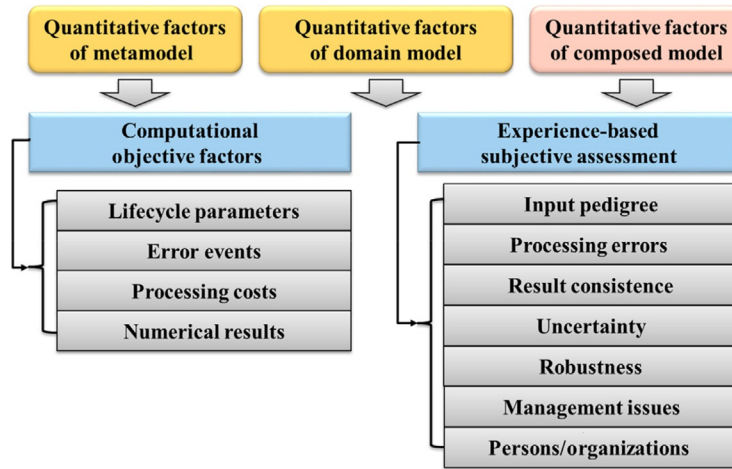 Quantitative factors
of metamodel
Quantitative factors
of domain model
Quantitative factors
of composed model
Computational
objective factors
Experience-based
subjective assessment
Lifecycle parameters
Error events
Processing costs
Numerical results
Input pedigree
Processing errors
Result consistence
Uncertainty
Robustness
Management issues
Persons/organizations